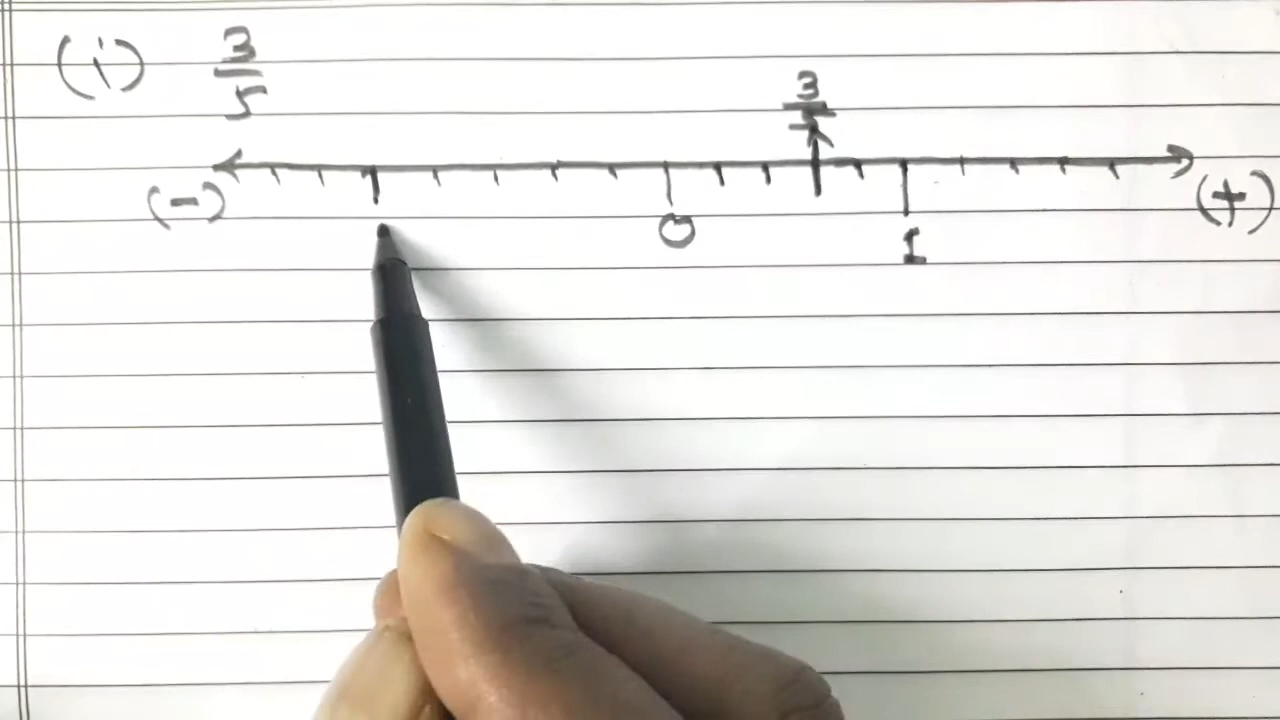 (i) 3/5
3/5
(-) (+)
0 1